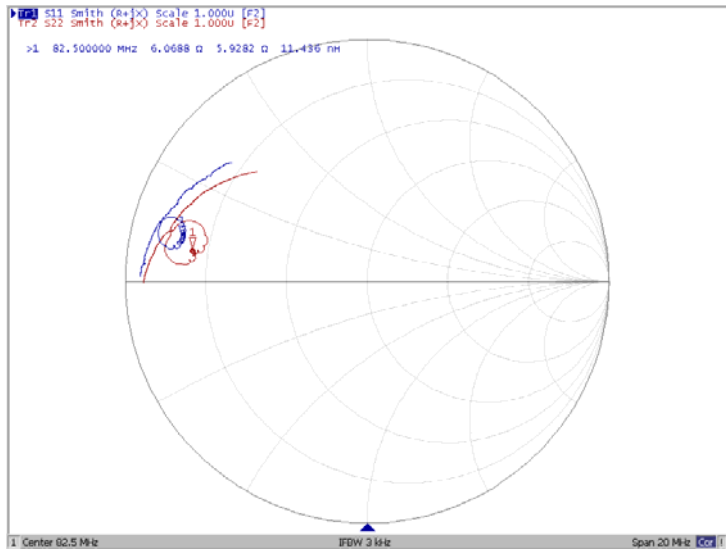 Tr1 S11 Smith (R+jX) Scale 1.000U [F2]
Tr2 S22 Smith (R+jX) Scale 1.000U [F2]
>1 82.500000 MHz 6.0688 Ω 5.9282 Ω 11.436 nH
1
1 Center 82.5 MHz IFBW 3 kHz Span 20 MHz Cor